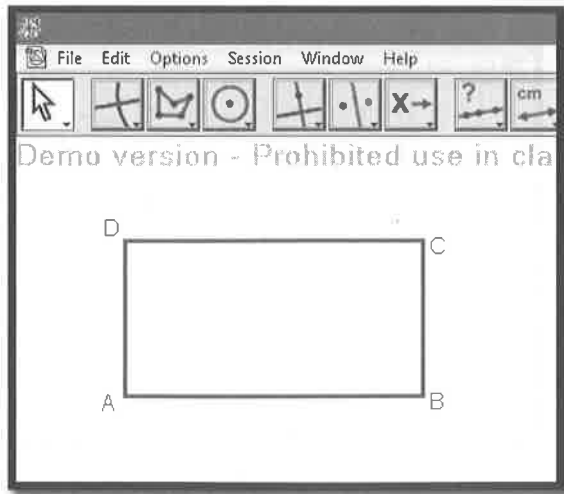 File Edit Options Session Window Help
X ? cm
Demo version - Prohibited use in cla
D
C
A
B